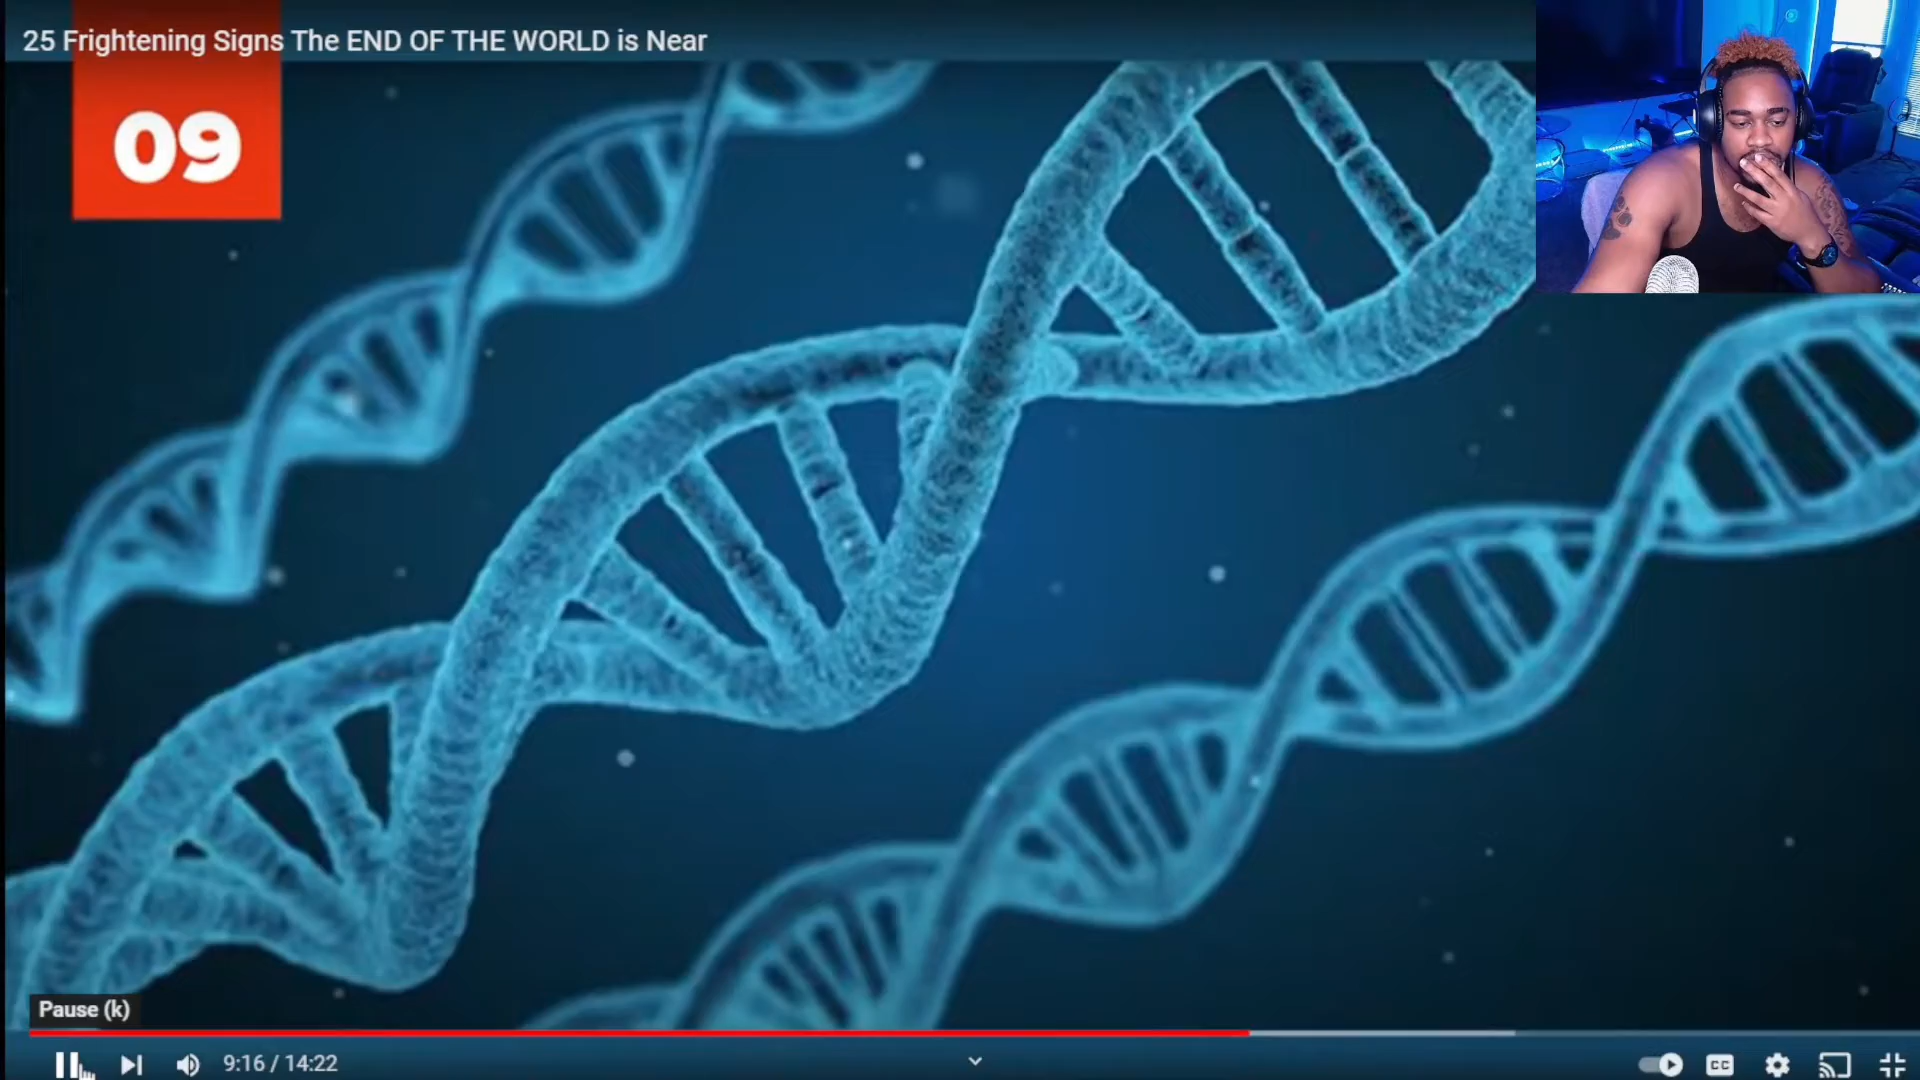 25 Frightening Signs The END OF THE WORLD is Near
09
Pause (k)
9:16 / 14:22
CC